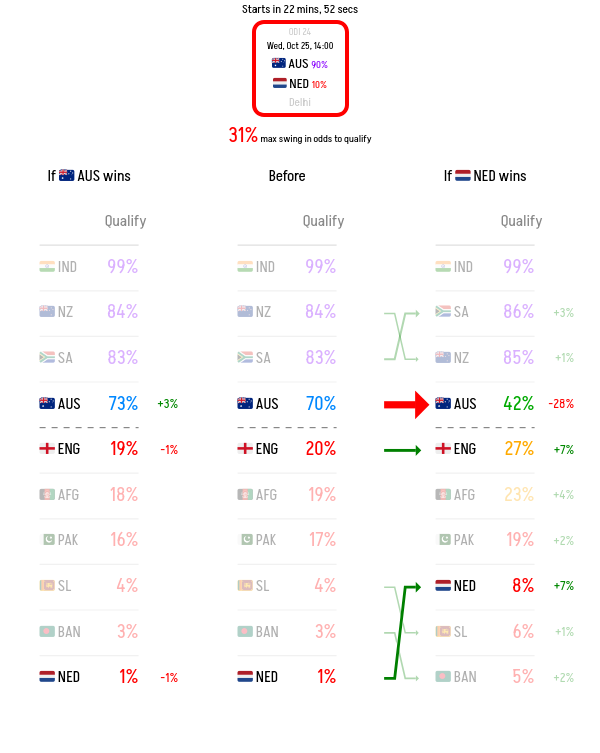 Starts in 22 mins, 52 secs
ODI 24
Wed, Oct 25, 14:00
AUS 90%
NED 10%
Delhi
31% max swing in odds to qualify
If AUS wins
Before
If NED wins
Qualify
Qualify
Qualify
IND 99%
IND 99%
IND 99%
NZ 84%
NZ 84%
SA 86% +3%
SA 83%
SA 83%
NZ 85% +1%
AUS 73% +3%
AUS 70%
AUS 42% -28%
ENG 19% -1%
ENG 20%
ENG 27% +7%
AFG 18%
AFG 19%
AFG 23% +4%
PAK 16%
PAK 17%
PAK 19% +2%
SL 4%
SL 4%
NED 8% +7%
BAN 3%
BAN 3%
SL 6% +1%
NED 1% -1%
NED 1%
BAN 5% +2%